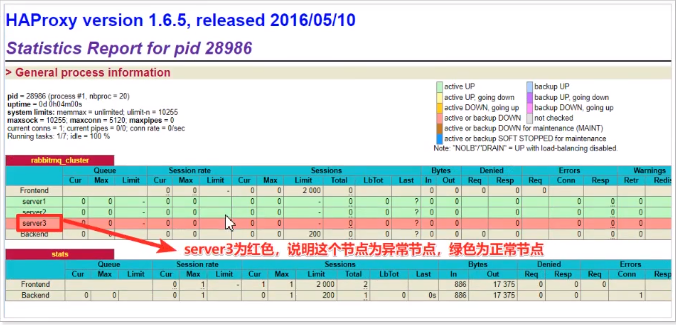 HAProxy version 1.6.5, released 2016/05/10
Statistics Report for pid 28986
> General process information
pid = 28986 (process #1, nbproc = 20)
uptime = 0d 0h04m00s
system limits: memmax = unlimited; ulimit-n = 10255
maxsock = 10255; maxconn = 5120; maxpipes = 0
current conns = 1; current pipes = 0/0; conn rate = 0/sec
Running tasks: 1/7; idle = 100 %
active UP backup UP
active UP, going down backup UP, going down
active DOWN, going up backup DOWN, going up
active or backup DOWN not checked
active or backup DOWN for maintenance (MAINT)
active or backup SOFT STOPPED for maintenance
Note: "NOLB"/"DRAIN" = UP with load-balancing disabled.
rabbitmq_cluster
Queue Session rate Sessions Bytes Denied Errors Warnings
Cur Max Limit Cur Max Limit Cur Max Limit Total LbTot Last In Out Req Resp Req Conn Resp Retr Redis
Frontend 0 0 - 0 0 2 000 0 0 0 0 0 0
server1 0 0 - 0 0 0 0 - 0 0 ? 0 0 0 0 0 0 0
server2 0 0 - 0 0 0 0 - 0 0 ? 0 0 0 0 0 0 0
server3 0 0 - 0 0 0 0 - 0 0 ? 0 0 0 0 0 0 0
Backend 0 0 0 0 0 0 200 0 0 ? 0 0 0 0 0 0 0
server3为红色，说明这个节点为异常节点，绿色为正常节点
stats
Queue Session rate Sessions Bytes Denied Errors
Cur Max Limit Cur Max Limit Cur Max Limit Total LbTot Last In Out Req Resp Req Conn
Frontend 0 1 - 1 1 2 000 2 886 17 375 0 0 0
Backend 0 0 0 1 0 1 200 1 0 0s 886 17 375 0 0 1